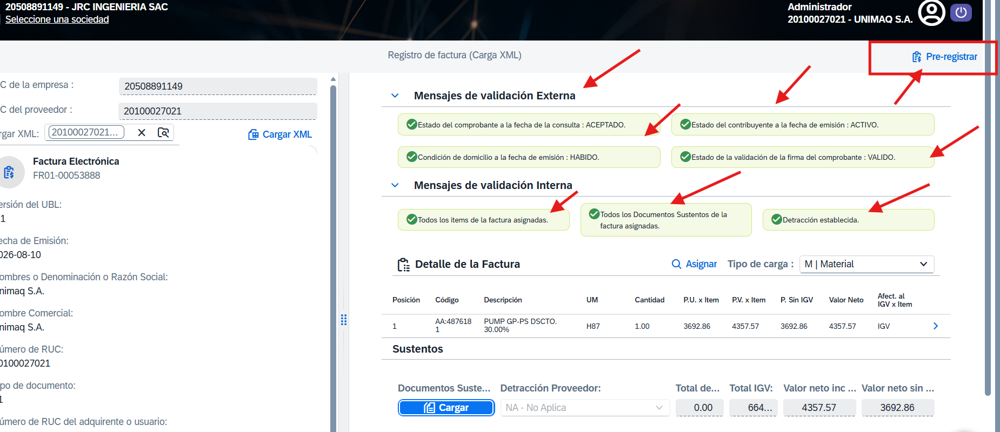 20508891149 - JRC INGENIERIA SAC
Seleccione una sociedad
Administrador
20100027021 - UNIMAQ S.A.
Registro de factura (Carga XML)
Pre-registrar
C de la empresa :
20508891149
C del proveedor :
20100027021
rgar XML:
20100027021...
Cargar XML
Factura Electrónica
FR01-00053888
ersión del UBL:
1
echa de Emisión:
026-08-10
ombres o Denominación o Razón Social:
nimaq S.A.
ombre Comercial:
nimaq S.A.
úmero de RUC:
0100027021
po de documento:
1
úmero de RUC del adquirente o usuario:
Mensajes de validación Externa
Estado del comprobante a la fecha de la consulta : ACEPTADO.
Estado del contribuyente a la fecha de emisión : ACTIVO.
Condición de domicilio a la fecha de emisión : HABIDO.
Estado de la validación de la firma del comprobante : VALIDO.
Mensajes de validación Interna
Todos los items de la factura asignadas.
Todos los Documentos Sustentos de la
factura asignadas.
Detracción establecida.
Detalle de la Factura
Asignar
Tipo de carga :
M | Material
Posición Código Descripción UM Cantidad P.U. x Item P.V. x Item P. Sin IGV Valor Neto Afect. al
IGV x Item
1 AA:487618 PUMP GP-PS DSCTO. H87 1.00 3692.86 4357.57 3692.86 4357.57 IGV
1 30.00%
Sustentos
Documentos Suste... Detracción Proveedor: Total de... Total IGV: Valor neto inc ... Valor neto sin ...
Cargar NA - No Aplica 0.00 664... 4357.57 3692.86